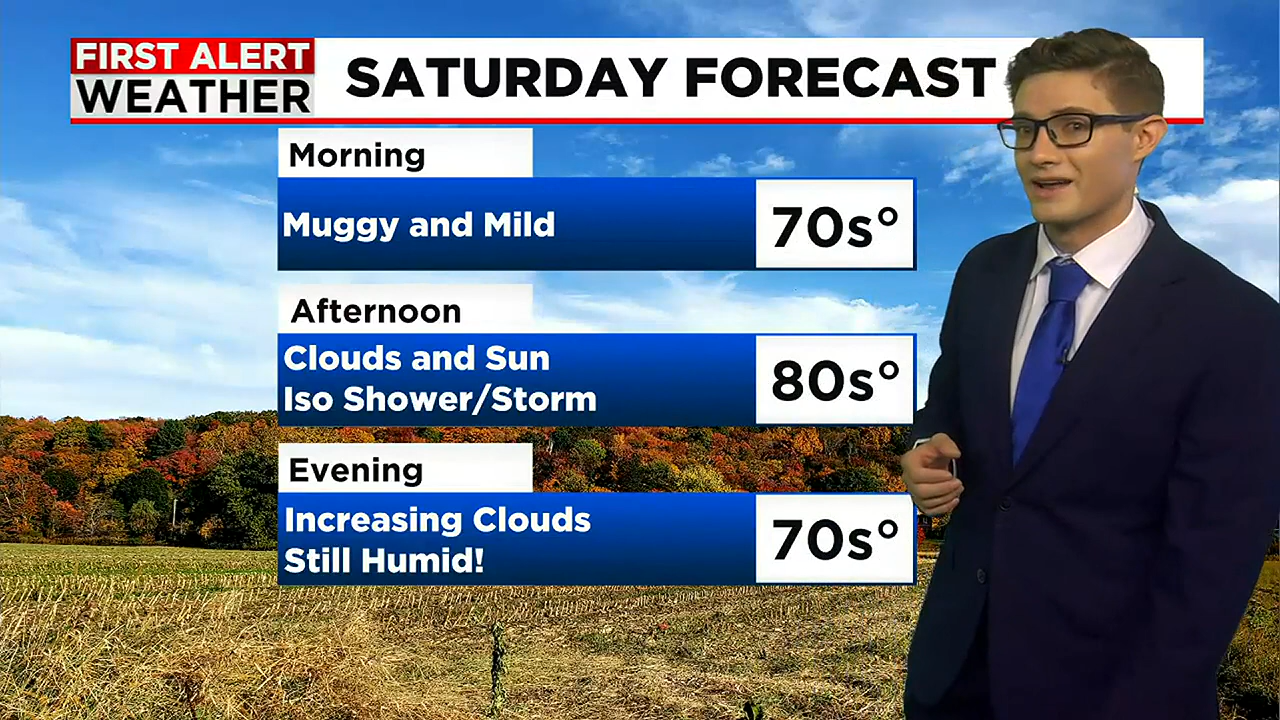 FIRST ALERT
WEATHER
SATURDAY FORECAST
Morning
Muggy and Mild
70s°
Afternoon
Clouds and Sun
Iso Shower/Storm
80s°
Evening
Increasing Clouds
Still Humid!
70s°